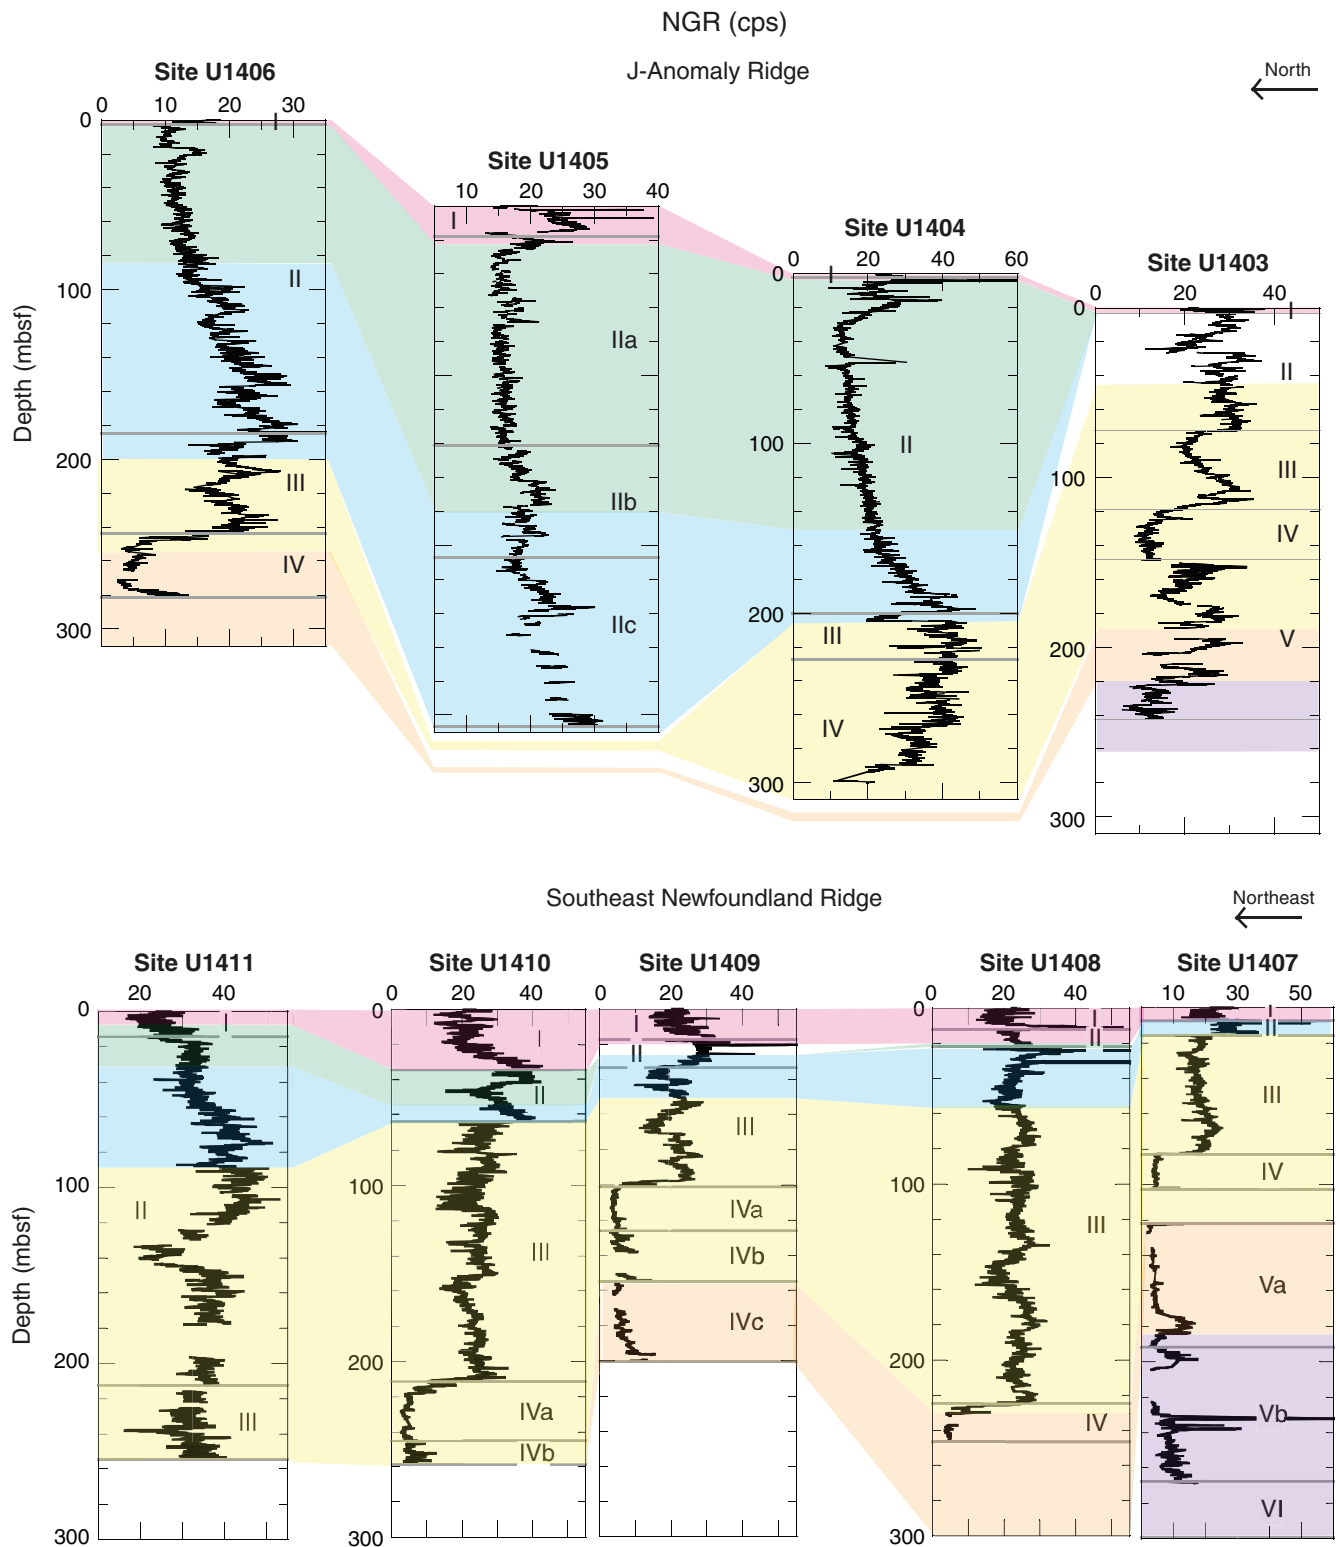 NGR (cps)
J-Anomaly Ridge
North
Site U1406
0 10 20 30
0
100
200
300
Depth (mbsf)
I
II
III
IV
Site U1405
10 20 30 40
I
IIa
IIb
IIc
Site U1404
0 20 40 60
0
100
200
300
I
II
III
IV
Site U1403
0 20 40
0
100
200
300
I
II
III
IV
V
Southeast Newfoundland Ridge
Northeast
Site U1411
20 40
0
100
200
300
Depth (mbsf)
I
II
III
Site U1410
0 20 40
0
100
200
300
I
II
III
IVa
IVb
Site U1409
0 20 40
I
II
III
IVa
IVb
IVc
Site U1408
0 20 40
0
100
200
300
I
II
III
IV
Site U1407
10 30 50
I
II
III
IV
Va
Vb
VI